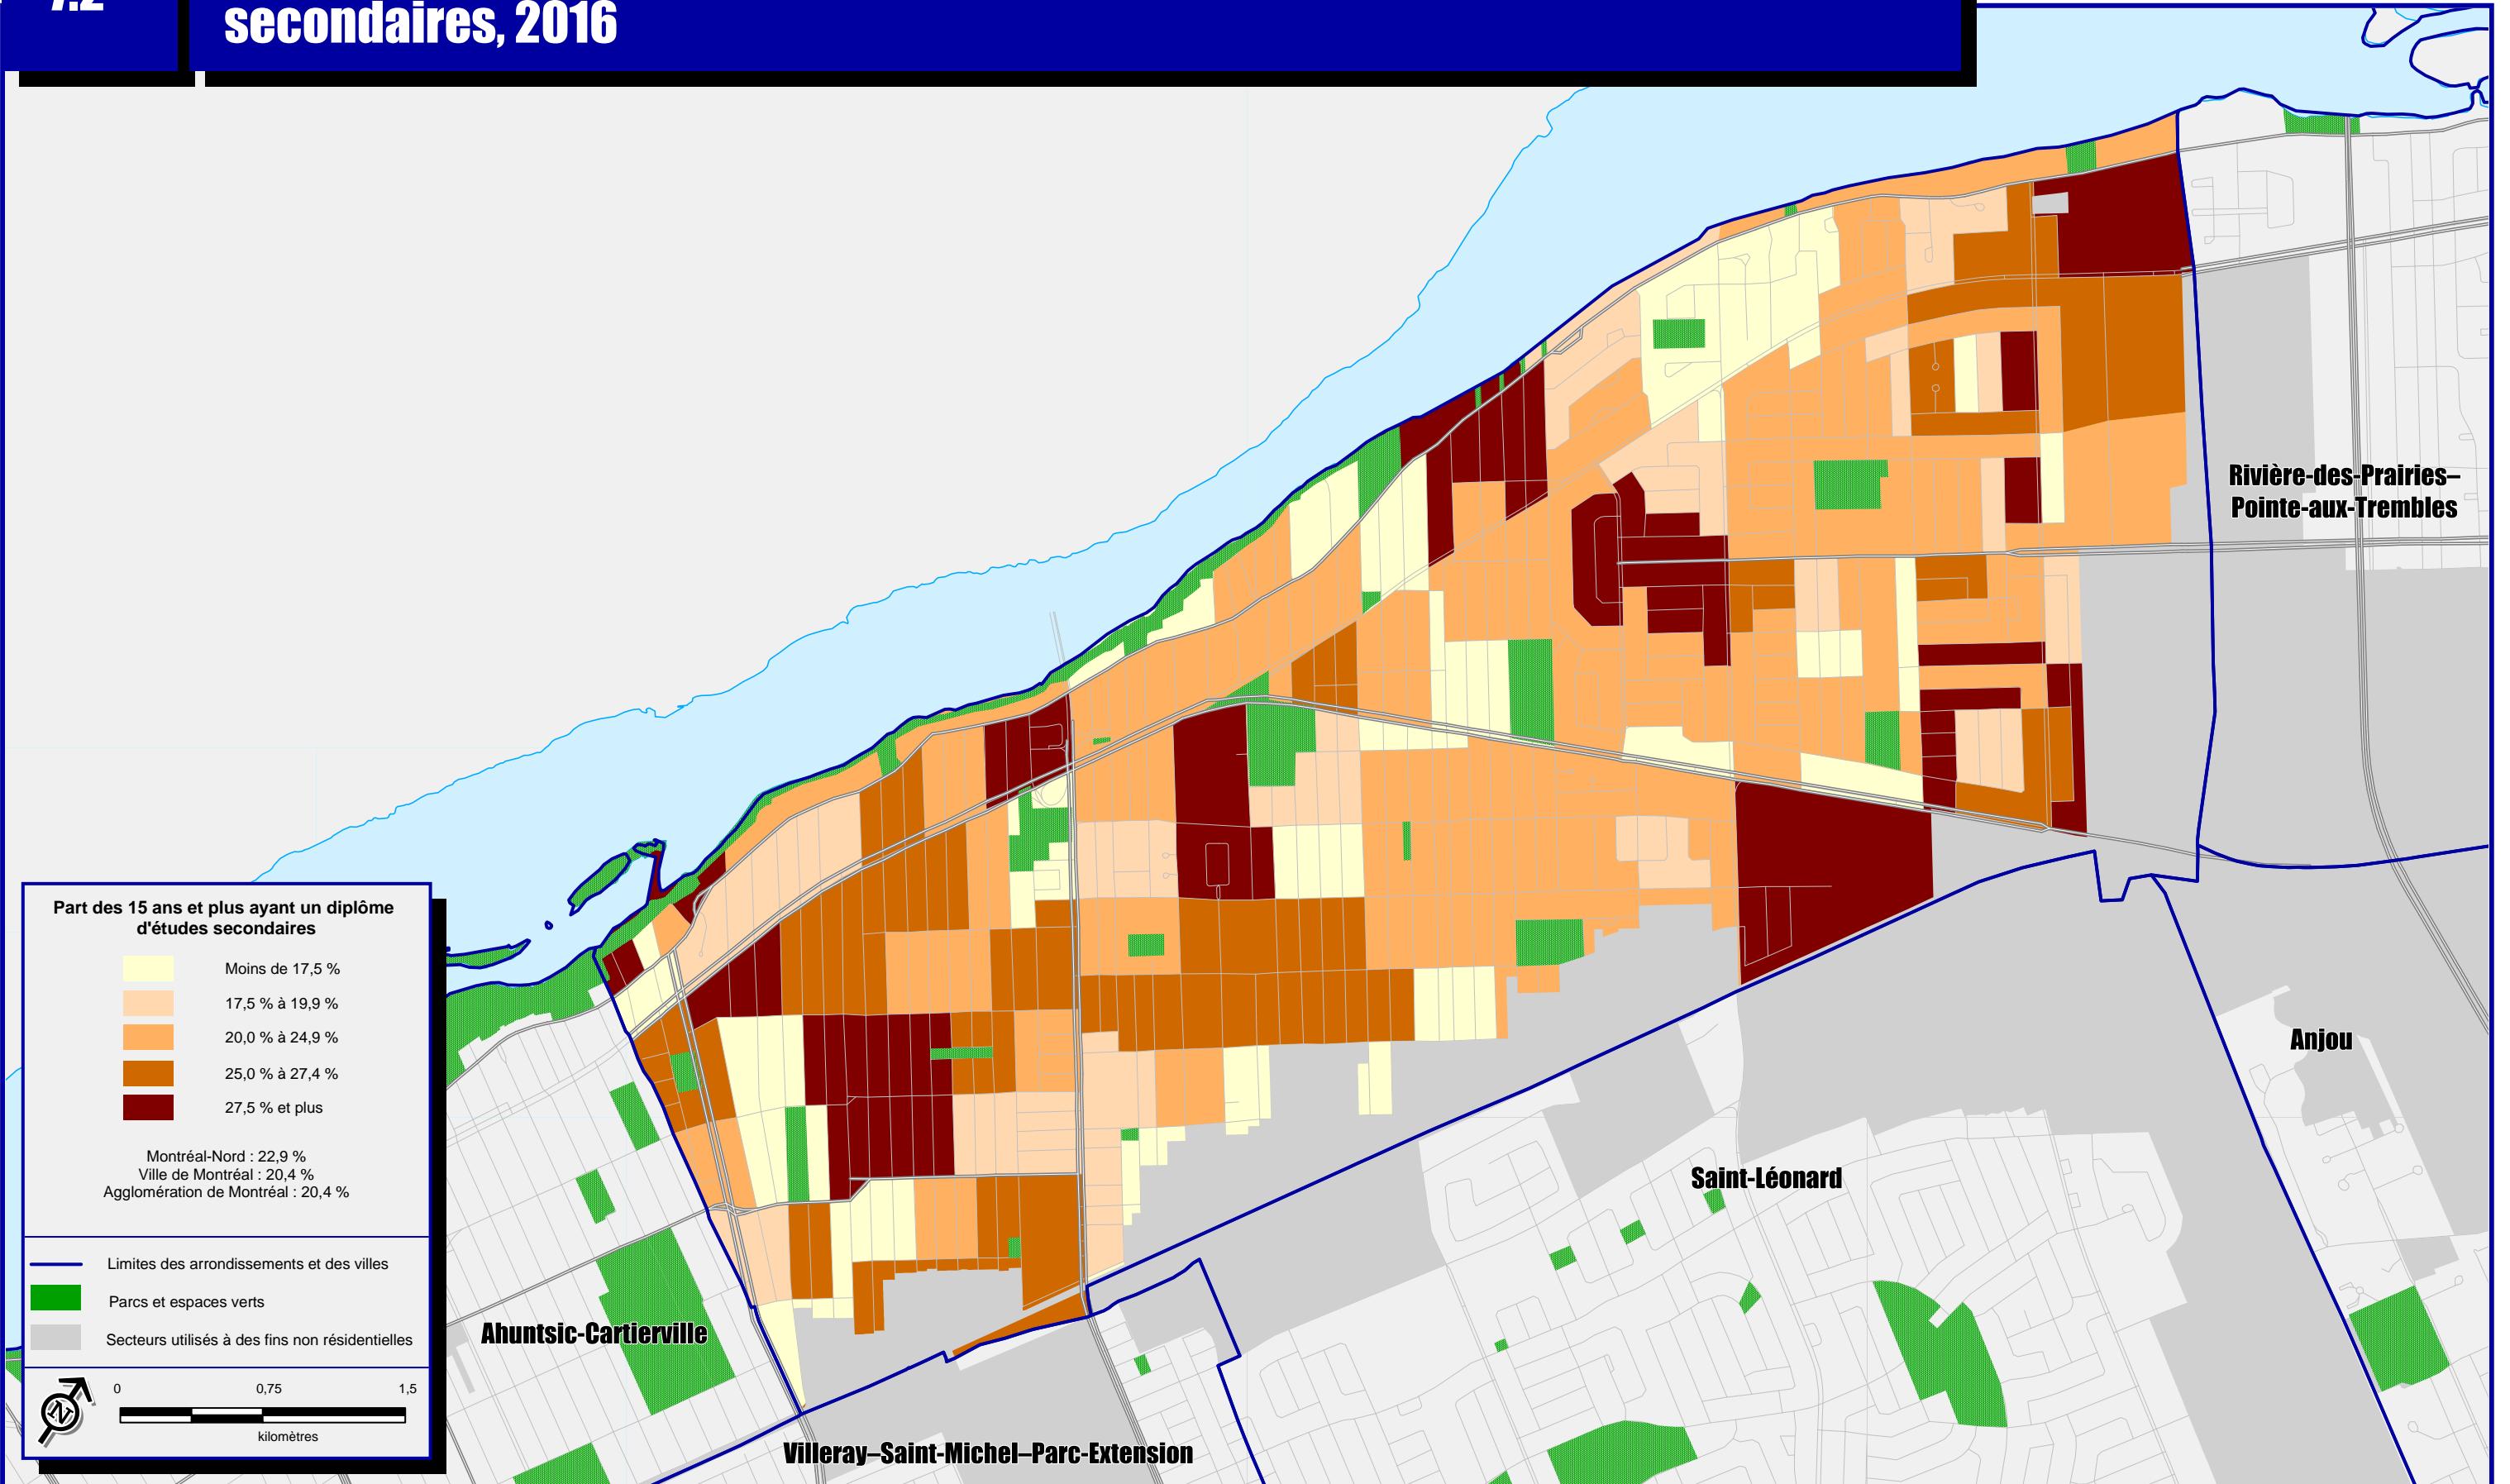 secondaires, 2016
Rivière-des-Prairies–
Pointe-aux-Trembles
Part des 15 ans et plus ayant un diplôme
d'études secondaires
Moins de 17,5 %
17,5 % à 19,9 %
20,0 % à 24,9 %
25,0 % à 27,4 %
27,5 % et plus
Montréal-Nord : 22,9 %
Ville de Montréal : 20,4 %
Agglomération de Montréal : 20,4 %
Limites des arrondissements et des villes
Parcs et espaces verts
Secteurs utilisés à des fins non résidentielles
N
0 0,75 1,5
kilomètres
Anjou
Saint-Léonard
Ahuntsic-Cartierville
Villeray–Saint-Michel–Parc-Extension